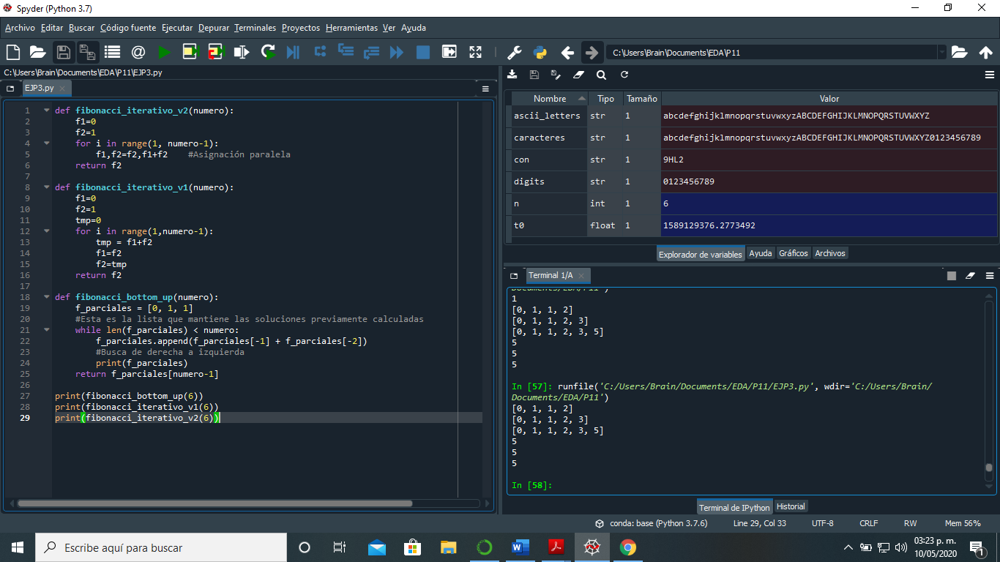 Spyder (Python 3.7)
Archivo Editar Buscar Código fuente Ejecutar Depurar Terminales Proyectos Herramientas Ver Ayuda
C:\Users\Brain\Documents\EDA\P11
C:\Users\Brain\Documents\EDA\P11\EJP3.py
EJP3.py
1 def fibonacci_iterativo_v2(numero):
2 f1=0
3 f2=1
4 for i in range(1, numero-1):
5 f1,f2=f2,f1+f2 #Asignación paralela
6 return f2
7
8 def fibonacci_iterativo_v1(numero):
9 f1=0
10 f2=1
11 tmp=0
12 for i in range(1,numero-1):
13 tmp = f1+f2
14 f1=f2
15 f2=tmp
16 return f2
17
18 def fibonacci_bottom_up(numero):
19 f_parciales = [0, 1, 1]
20 #Esta es la lista que mantiene las soluciones previamente calculadas
21 while len(f_parciales) < numero:
22 f_parciales.append(f_parciales[-1] + f_parciales[-2])
23 #Busca de derecha a izquierda
24 print(f_parciales)
25 return f_parciales[numero-1]
26
27 print(fibonacci_bottom_up(6))
28 print(fibonacci_iterativo_v1(6))
29 print(fibonacci_iterativo_v2(6))
Nombre Tipo Tamaño Valor
ascii_letters str 1 abcdefghijklmnopqrstuvwxyzABCDEFGHIJKLMNOPQRSTUVWXYZ
caracteres str 1 abcdefghijklmnopqrstuvwxyzABCDEFGHIJKLMNOPQRSTUVWXYZ0123456789
con str 1 9HL2
digits str 1 0123456789
n int 1 6
t0 float 1 1589129376.2773492
Explorador de variables Ayuda Gráficos Archivos
Terminal 1/A
Documents/EDA/P11')
1
[0, 1, 1, 2]
[0, 1, 1, 2, 3]
[0, 1, 1, 2, 3, 5]
5
5
5
In [57]: runfile('C:/Users/Brain/Documents/EDA/P11/EJP3.py', wdir='C:/Users/Brain/
Documents/EDA/P11')
[0, 1, 1, 2]
[0, 1, 1, 2, 3]
[0, 1, 1, 2, 3, 5]
5
5
5
In [58]:
Terminal de IPython Historial
conda: base (Python 3.7.6) Line 29, Col 33 UTF-8 CRLF RW Mem 56%
Escribe aquí para buscar
03:23 p. m.
10/05/2020
1